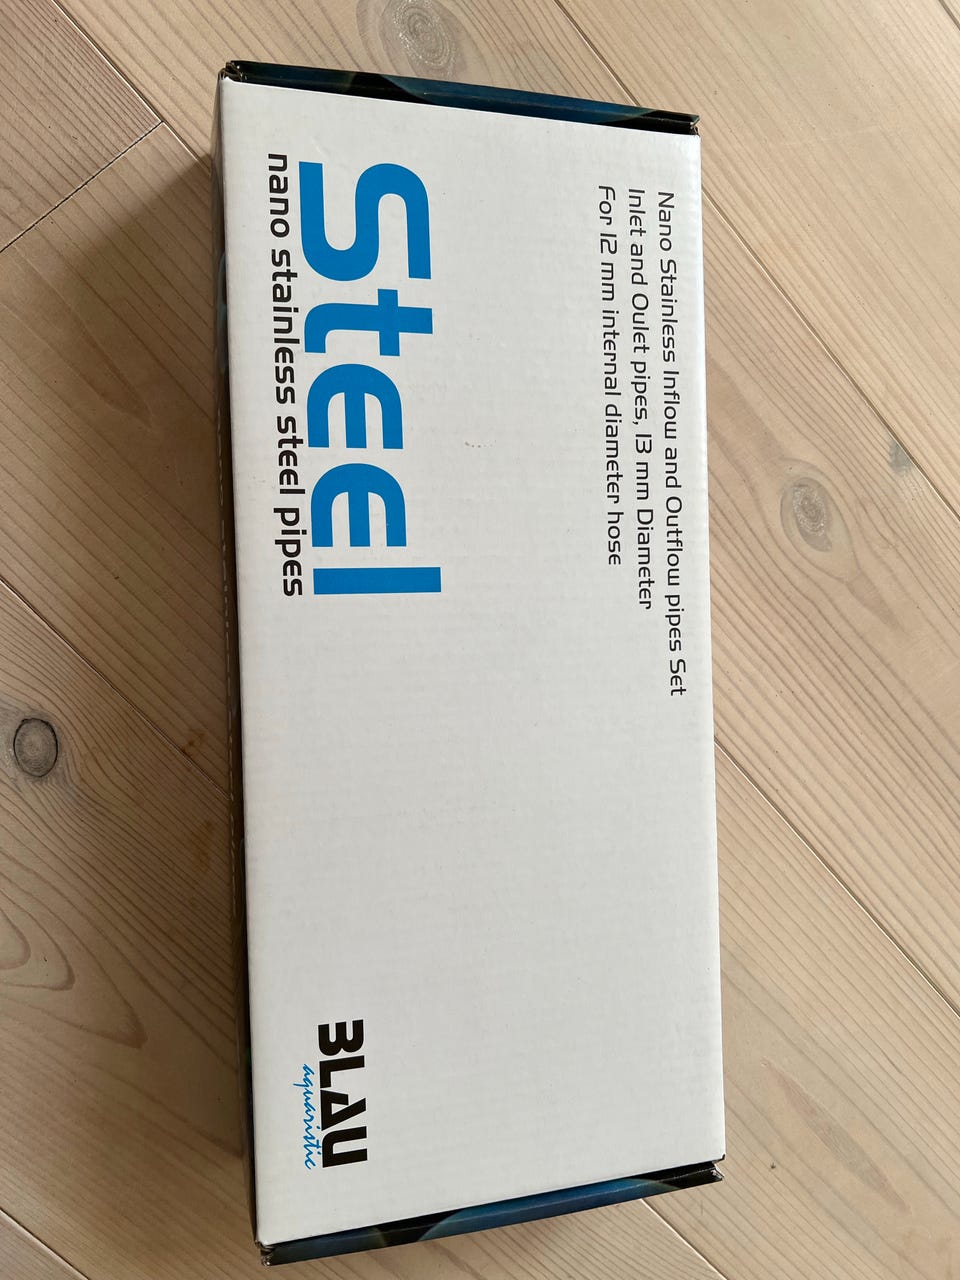 Nano Stainless Inflow and Outflow pipes Set
Inlet and Oulet pipes, 13 mm Diameter
For 12 mm internal diameter hose
Steel
nano stainless steel pipes
BLAU
aquaristic